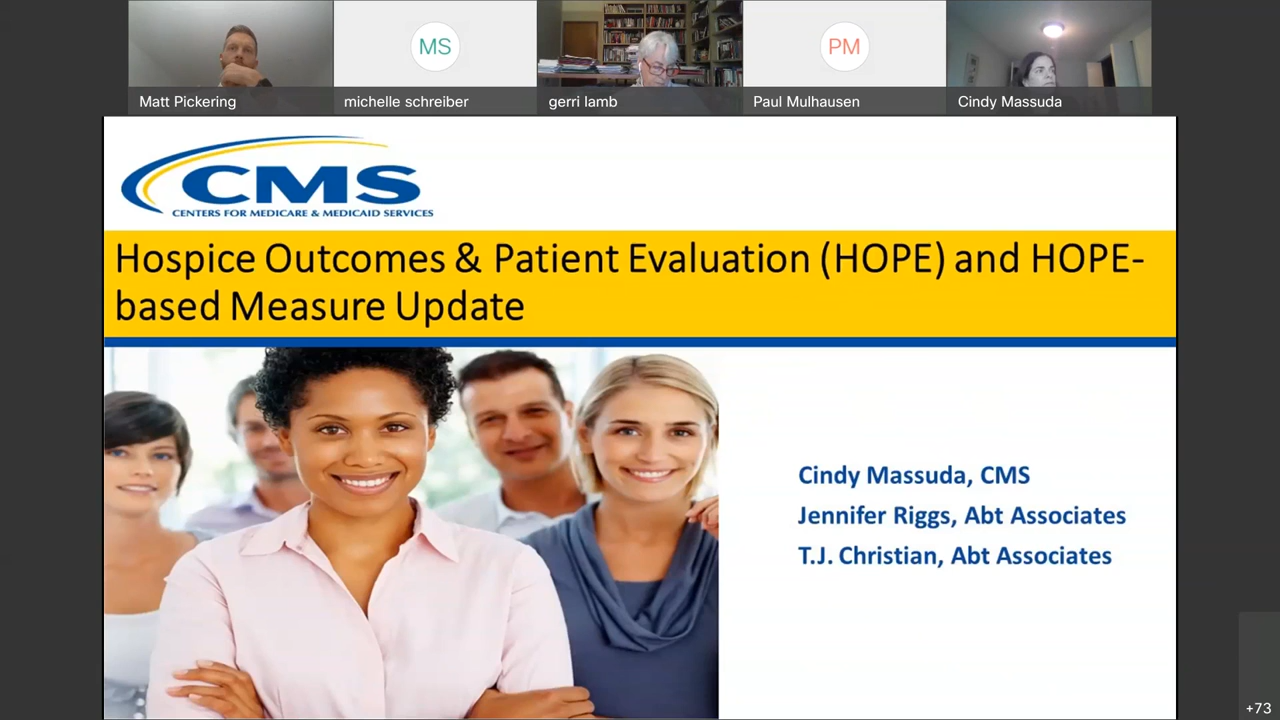 MS
PM
Matt Pickering
michelle schreiber
gerri lamb
Paul Mulhausen
Cindy Massuda
CMS
CENTERS FOR MEDICARE & MEDICAID SERVICES
Hospice Outcomes & Patient Evaluation (HOPE) and HOPE-
based Measure Update
Cindy Massuda, CMS
Jennifer Riggs, Abt Associates
T.J. Christian, Abt Associates
+73